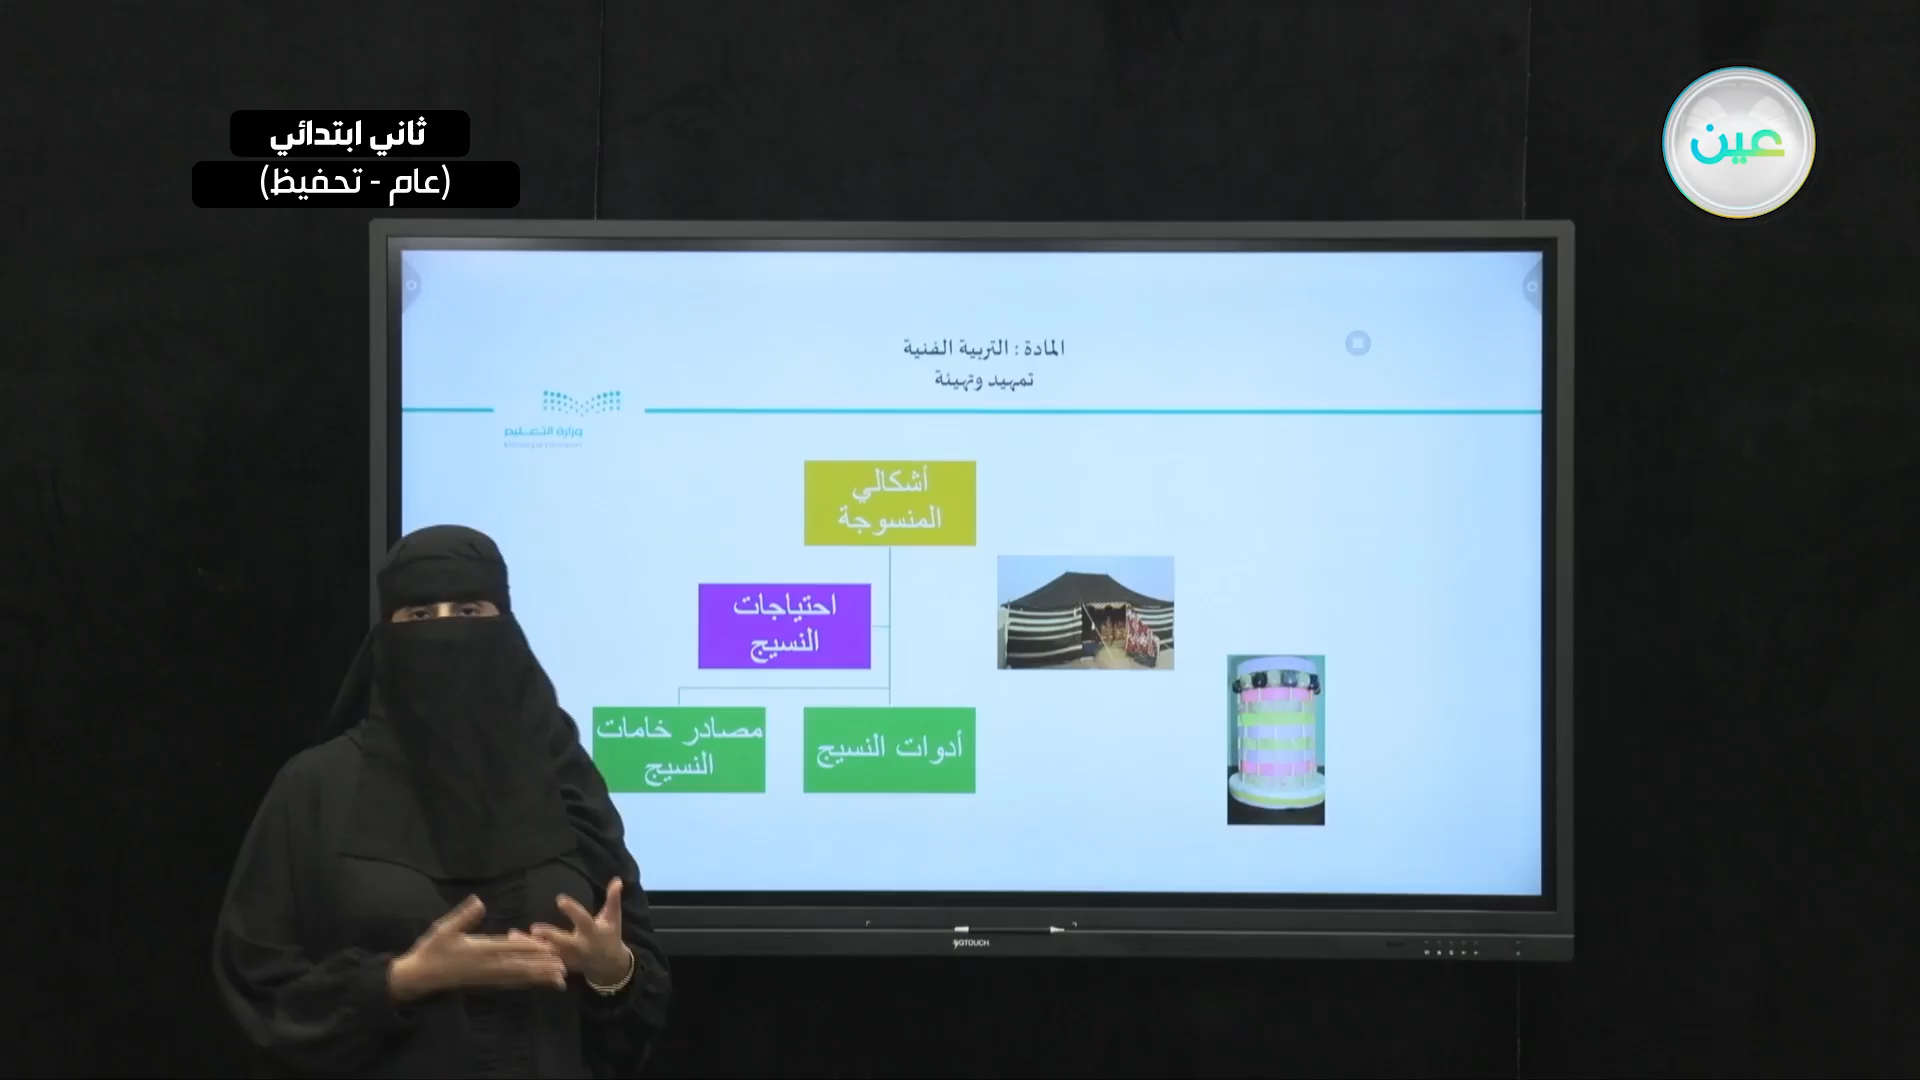 ثاني ابتدائي
(عام - تحفيظ)
عين
المادة : التربية الفنية
تمهيد وتهيئة
وزارة التعليم
أشكالي
المنسوجة
احتياجات
النسيج
أدوات النسيج
مصادر خامات
النسيج